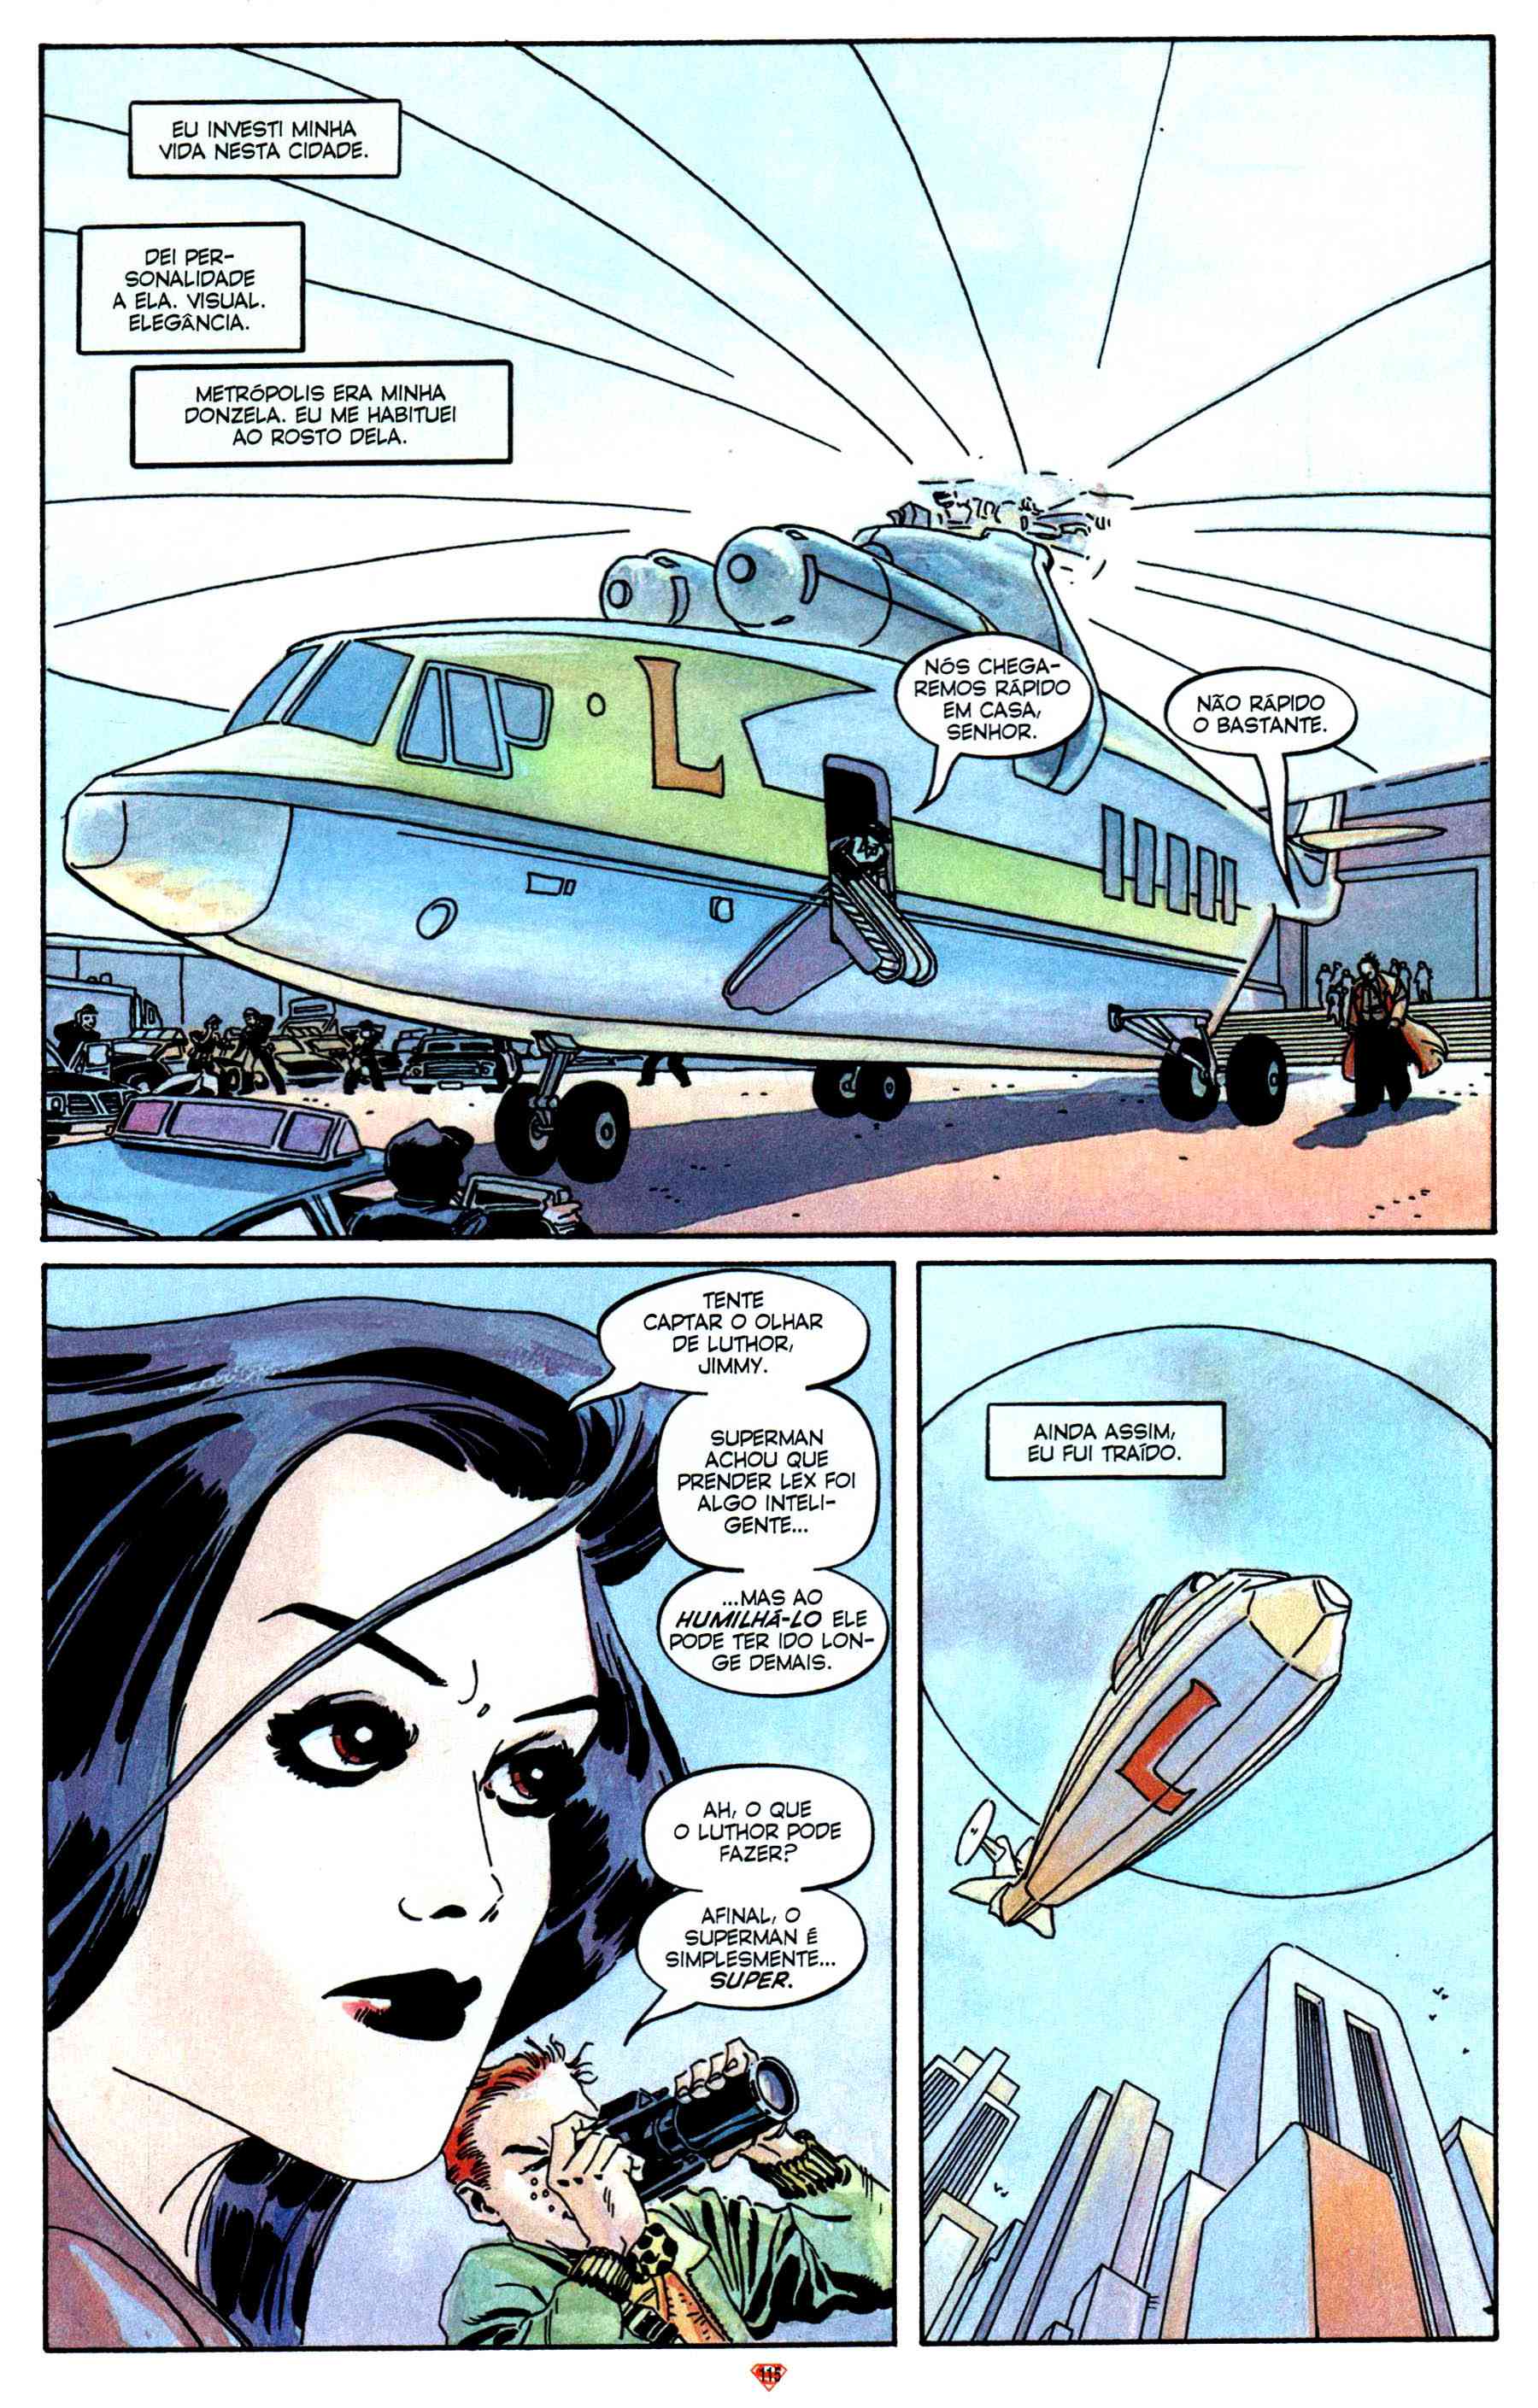 EU INVESTI MINHA
VIDA NESTA CIDADE.
DEI PER-
SONALIDADE
A ELA. VISUAL.
ELEGÂNCIA.
METRÓPOLIS ERA MINHA
DONZELA. EU ME HABITUEI
AO ROSTO DELA.
L
NÓS CHEGA-
REMOS RÁPIDO
EM CASA,
SENHOR.
NÃO RÁPIDO
O BASTANTE.
TENTE
CAPTAR O OLHAR
DE LUTHOR,
JIMMY.
SUPERMAN
ACHOU QUE
PRENDER LEX FOI
ALGO INTELI-
GENTE...
...MAS AO
HUMILHÁ-LO ELE
PODE TER IDO LON-
GE DEMAIS.
AH, O QUE
O LUTHOR PODE
FAZER?
AFINAL, O
SUPERMAN É
SIMPLESMENTE...
SUPER.
AINDA ASSIM,
EU FUI TRAÍDO.
L
115